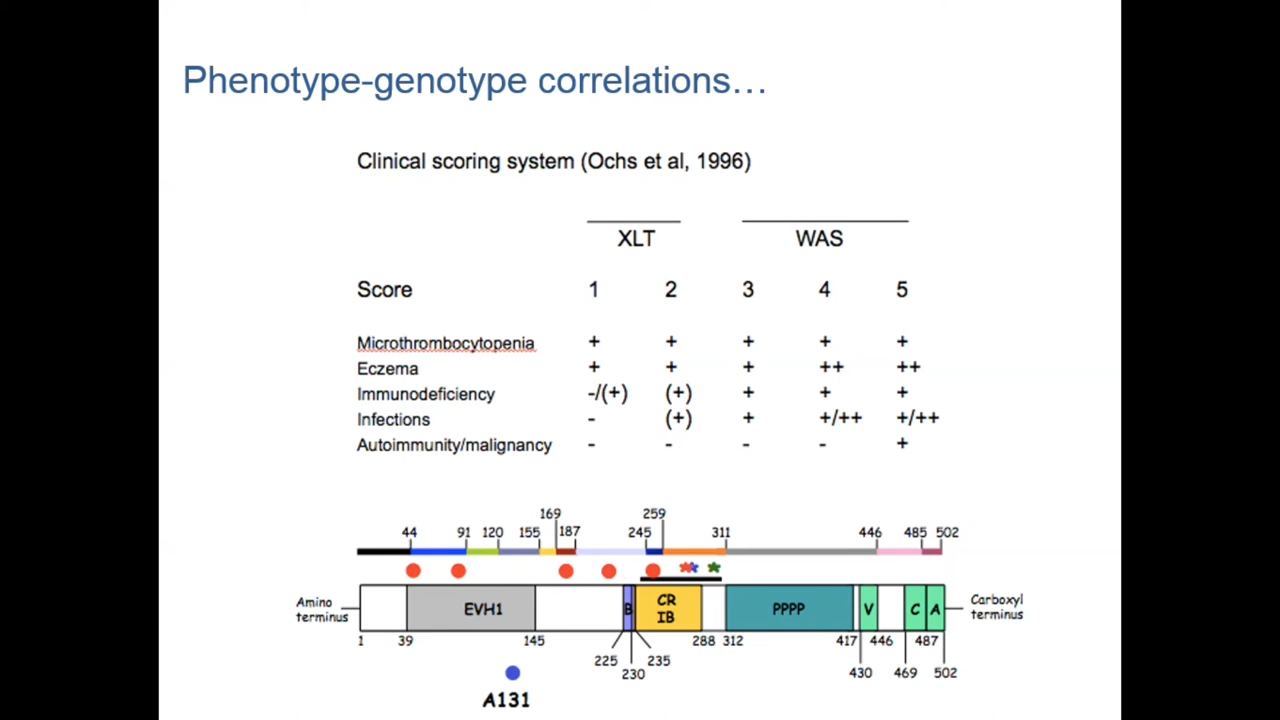 Phenotype-genotype correlations…
Clinical scoring system (Ochs et al, 1996)
XLT WAS
Score 1 2 3 4 5
Microthrombocytopenia + + + + +
Eczema + + + ++ ++
Immunodeficiency -/(+) (+) + + +
Infections - (+) + +/++ +/++
Autoimmunity/malignancy - - - - +
169 259
44 91 120 155 187 245 311 446 485 502
Amino terminus EVH1 B CR IB PPPP V C A Carboxyl terminus
1 39 145 288 312 417 446 487
225 230 235 430 469 502
A131